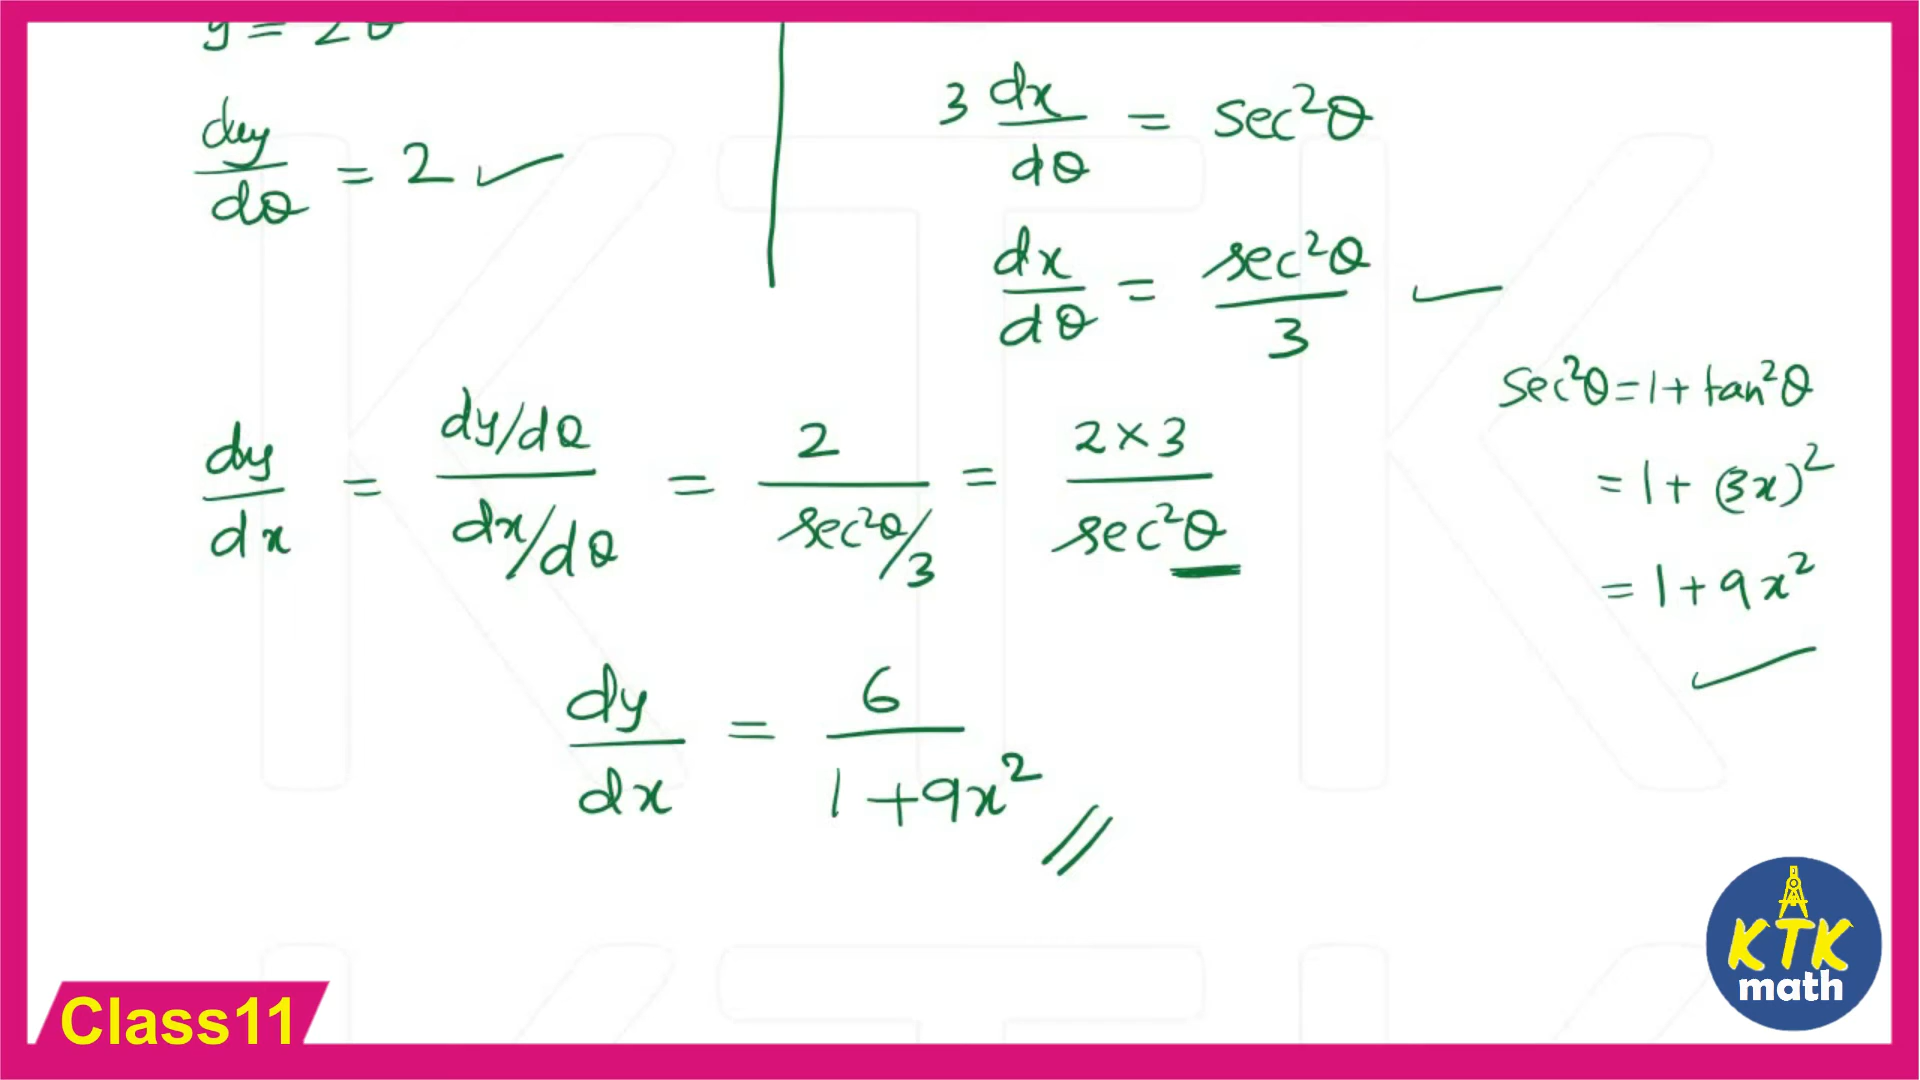 y = 2θ
dy/dθ = 2 ✓
3 dx/dθ = sec²θ
dx/dθ = sec²θ/3 ✓
dy/dx = (dy/dθ)/(dx/dθ) = 2/(sec²θ/3) = (2×3)/sec²θ
sec²θ = 1 + tan²θ
= 1 + (3x)²
= 1 + 9x²
✓
dy/dx = 6/(1+9x²) //
KTK
math
Class11